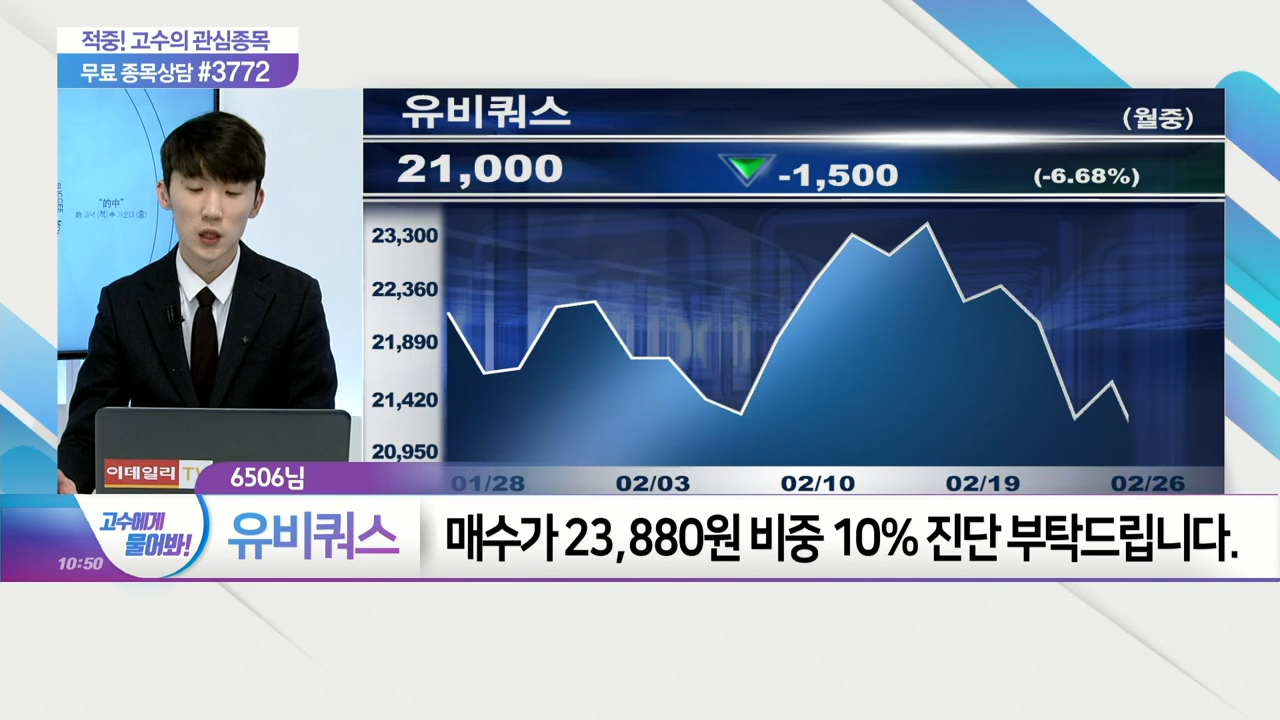 적중! 고수의 관심종목
무료 종목상담 #3772
"的中"
유비쿼스
(월중)
21,000
-1,500
(-6.68%)
23,300
22,360
21,890
21,420
20,950
01/28
02/03
02/10
02/19
02/26
이데일리 TV
6506님
고수에게
물어봐!
10:50
유비쿼스
매수가 23,880원 비중 10% 진단 부탁드립니다.